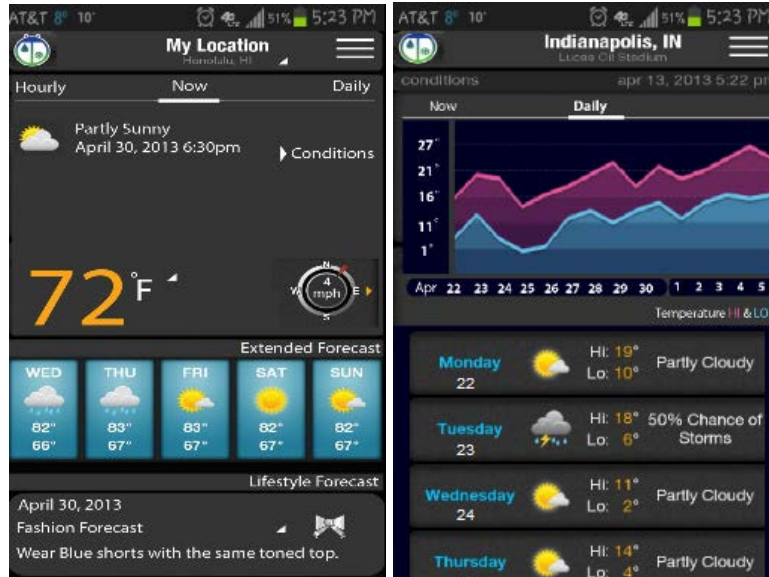 AT&T 8° 10° 51% 5:23 PM
My Location
Honolulu, HI
Hourly Now Daily
Partly Sunny
April 30, 2013 6:30pm
Conditions
72°F
N
W 4 E
mph
S
Extended Forecast
WED THU FRI SAT SUN
82° 83° 83° 82° 82°
66° 67° 67° 67° 67°
Lifestyle Forecast
April 30, 2013
Fashion Forecast
Wear Blue shorts with the same toned top.
AT&T 8° 10° 51% 5:23 PM
Indianapolis, IN
Lucas Oil Stadium
conditions apr 13, 2013 5:22 pm
Now Daily
27°
21°
16°
11°
1°
Apr 22 23 24 25 26 27 28 29 30 1 2 3 4 5
Temperature HI & LO
Monday
22
Hi: 19°
Lo: 10°
Partly Cloudy
Tuesday
23
Hi: 18°
Lo: 6°
50% Chance of
Storms
Wednesday
24
Hi: 11°
Lo: 2°
Partly Cloudy
Thursday
Hi: 14°
Lo: 4°
Partly Cloudy